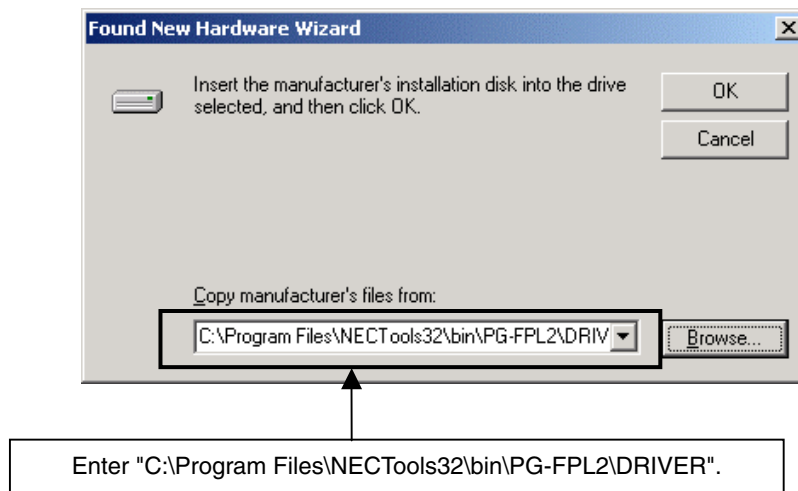 Found New Hardware Wizard
Insert the manufacturer's installation disk into the drive
selected, and then click OK.
OK
Cancel
Copy manufacturer's files from:
C:\Program Files\NECTools32\bin\PG-FPL2\DRIV
Browse...
Enter "C:\Program Files\NECTools32\bin\PG-FPL2\DRIVER".